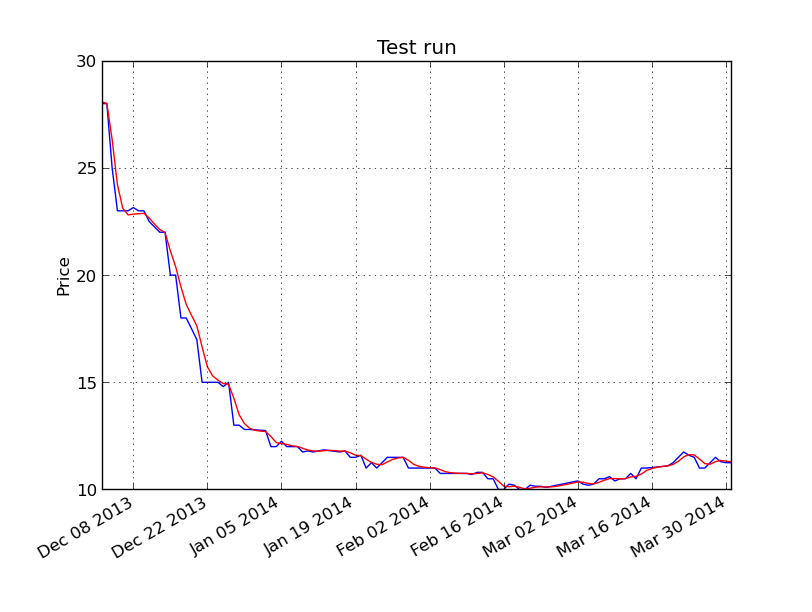 Test run
Price
30
25
20
15
10
Dec 08 2013
Dec 22 2013
Jan 05 2014
Jan 19 2014
Feb 02 2014
Feb 16 2014
Mar 02 2014
Mar 16 2014
Mar 30 2014